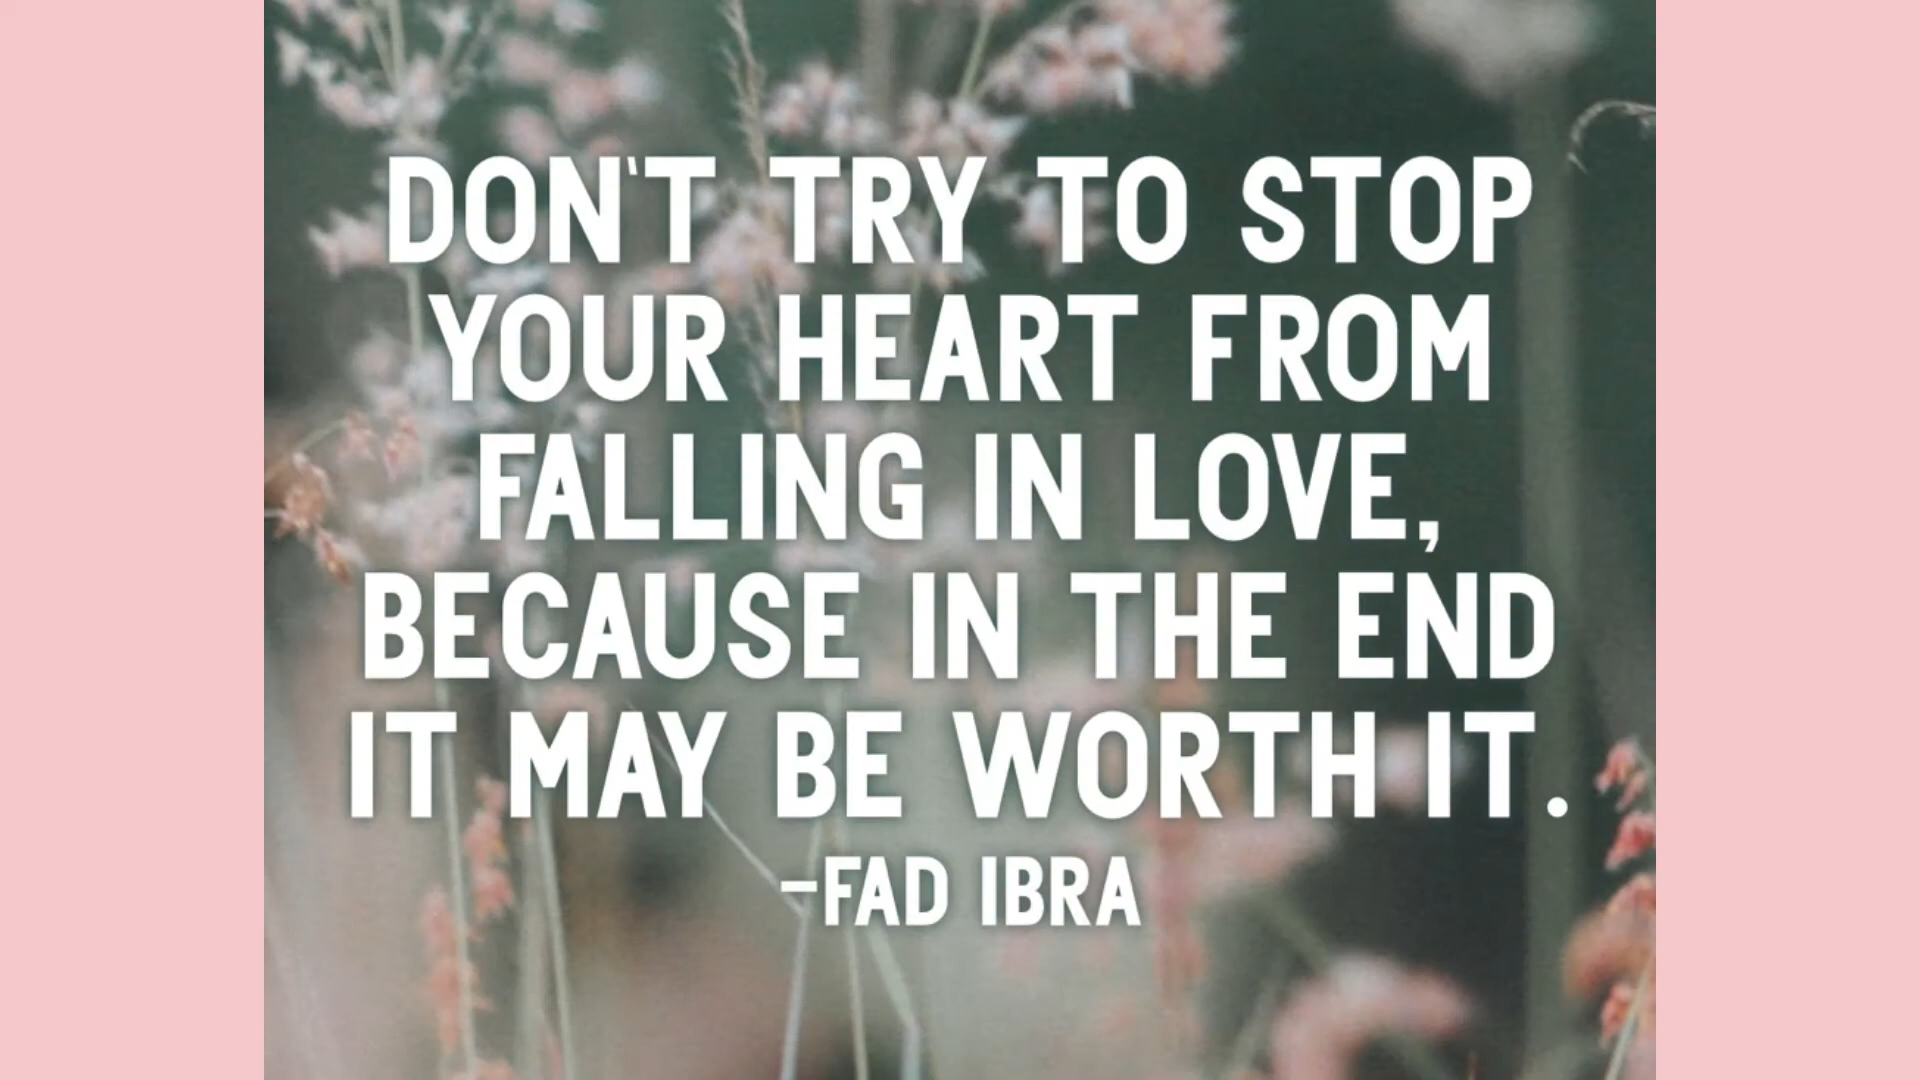 DON'T TRY TO STOP
YOUR HEART FROM
FALLING IN LOVE,
BECAUSE IN THE END
IT MAY BE WORTH IT.
-FAD IBRA